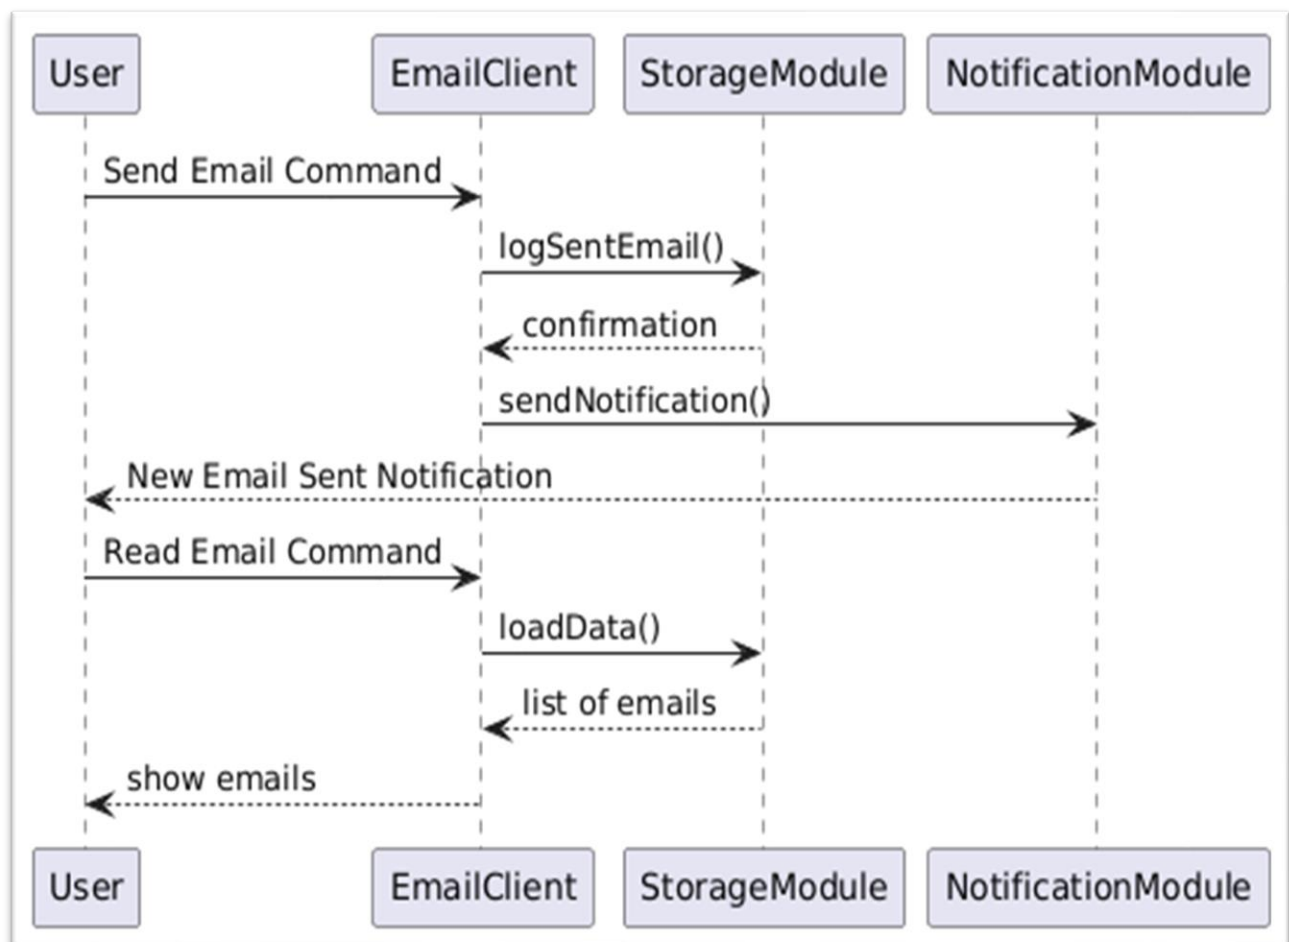 User
EmailClient
StorageModule
NotificationModule
Send Email Command
logSentEmail()
confirmation
sendNotification()
New Email Sent Notification
Read Email Command
loadData()
list of emails
show emails
User
EmailClient
StorageModule
NotificationModule